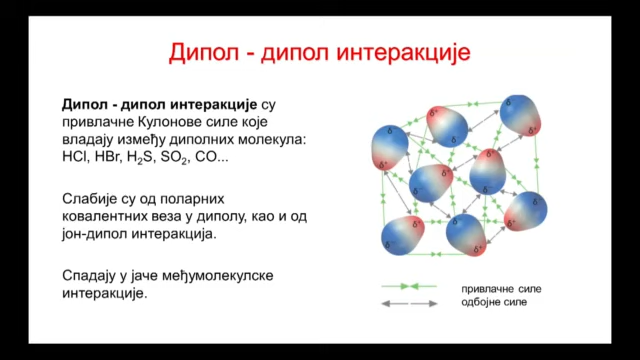 Дипол - дипол интеракције
Дипол - дипол интеракције су
привлачне Кулонове силе које
владају између диполних молекула:
HCl, HBr, H₂S, SO₂, CO...
Слабије су од поларних
ковалентних веза у диполу, као и од
јон-дипол интеракција.
Спадају у јаче међумолекулске
интеракције.
δ⁻ δ⁺
δ⁺ δ⁻
δ⁻ δ⁺
δ⁺ δ⁻
δ⁻ δ⁺
δ⁺ δ⁻
δ⁻ δ⁺
привлачне силе
одбојне силе